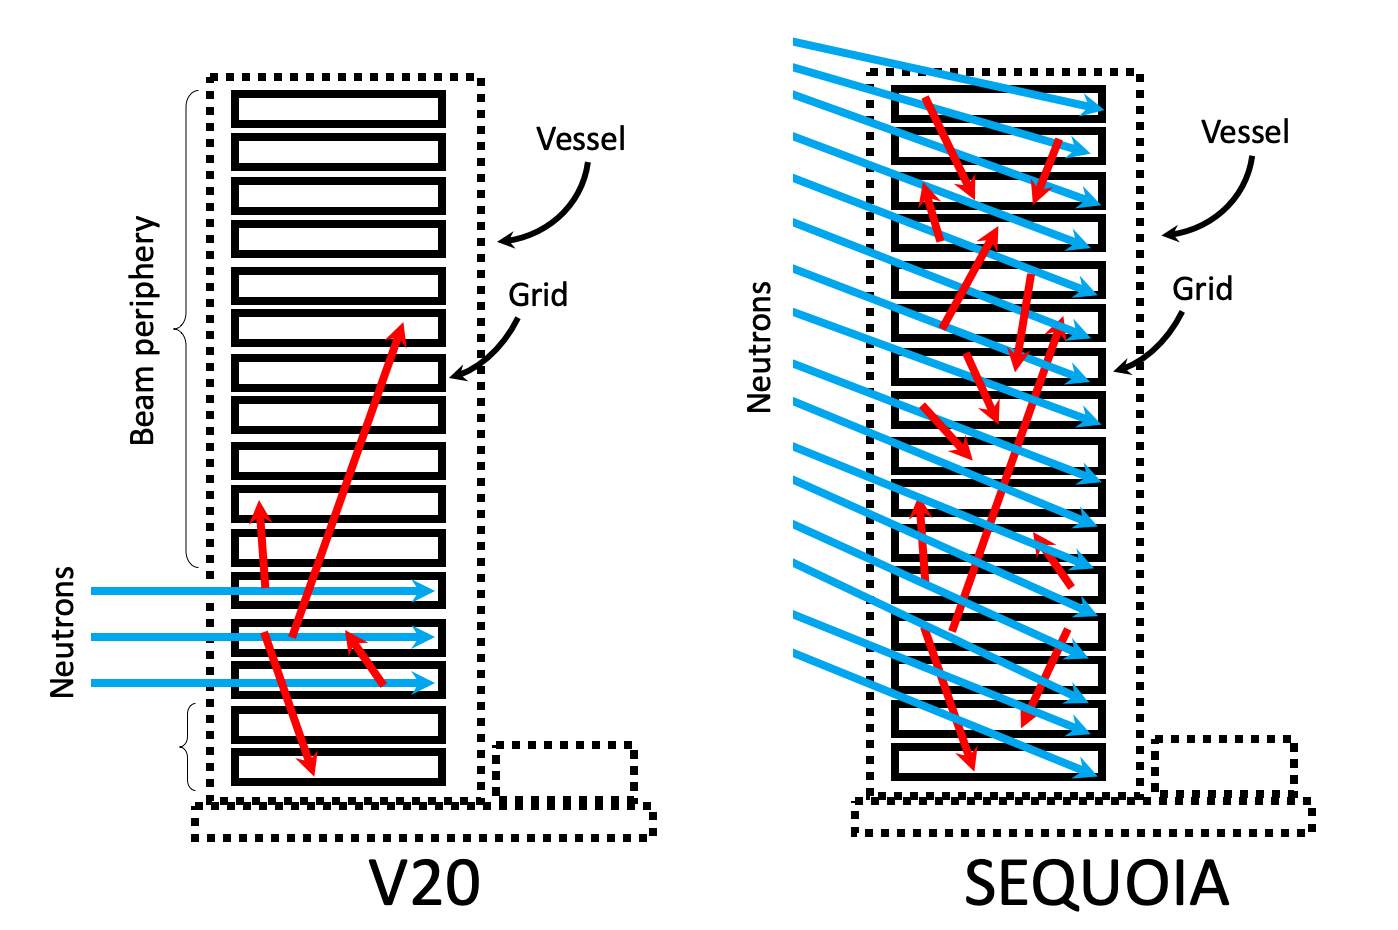 Vessel
Grid
Beam periphery
Neutrons
V20
Vessel
Grid
Neutrons
SEQUOIA